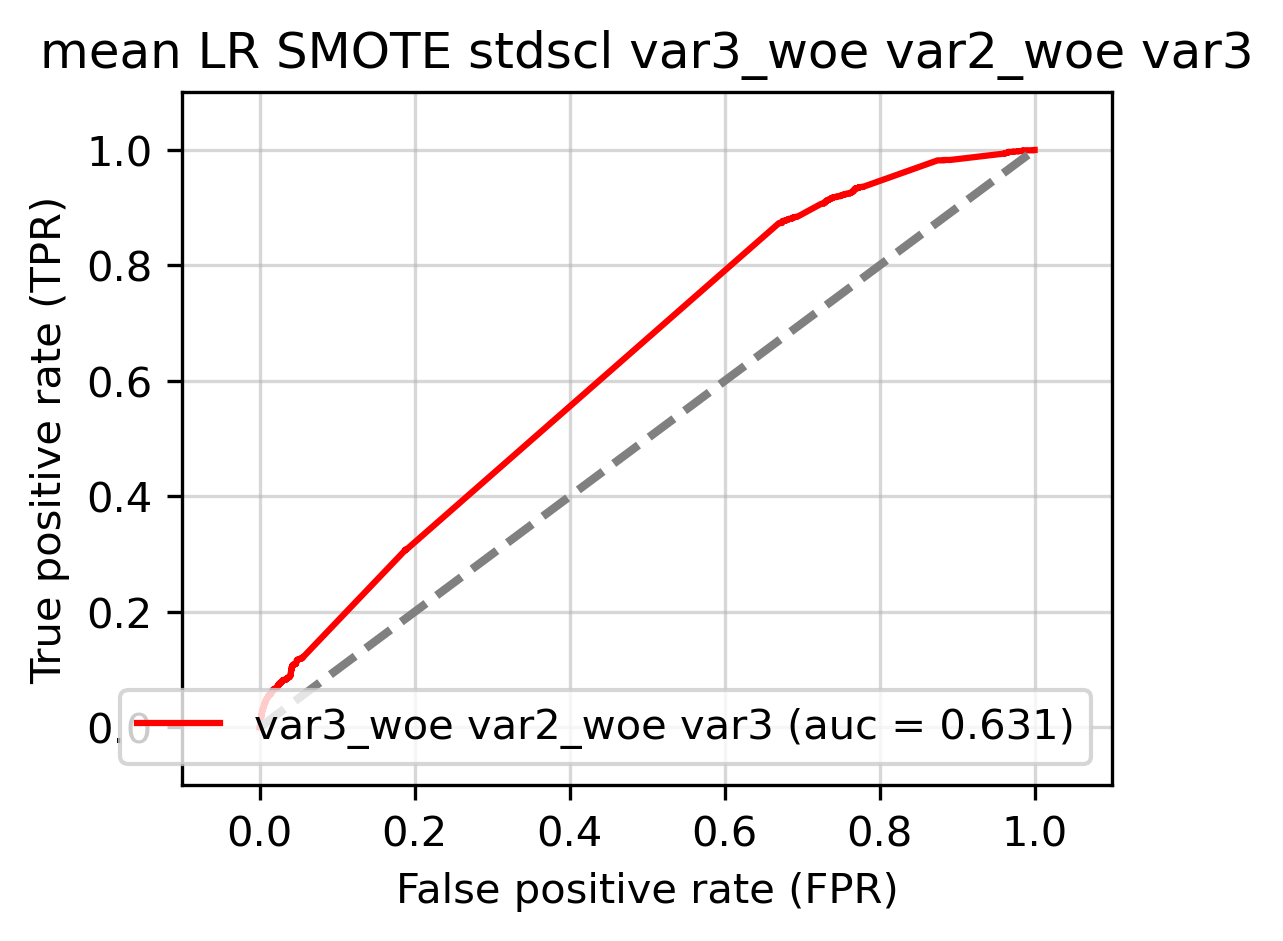 mean LR SMOTE stdscl var3_woe var2_woe var3
True positive rate (TPR)
1.0
0.8
0.6
0.4
0.2
0.0
var3_woe var2_woe var3 (auc = 0.631)
0.0 0.2 0.4 0.6 0.8 1.0
False positive rate (FPR)